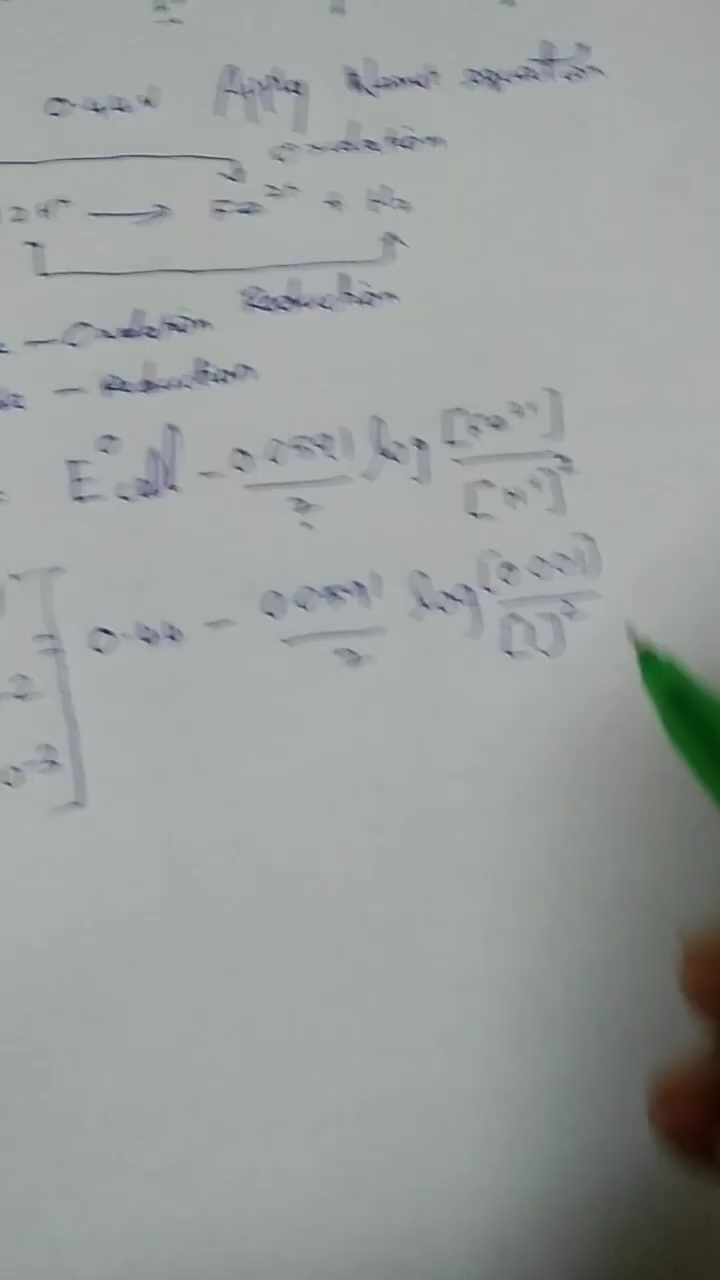 0.44V Apply Nernst equation
oxidation
2H⁺ ⟶ Fe²⁺ + H₂
Reduction
– Oxidation
– reduction
E°cell – 0.0591/2 log [Fe²⁺]/[H⁺]²
= 0.44 – 0.0591/2 log [0.001]/[1]²